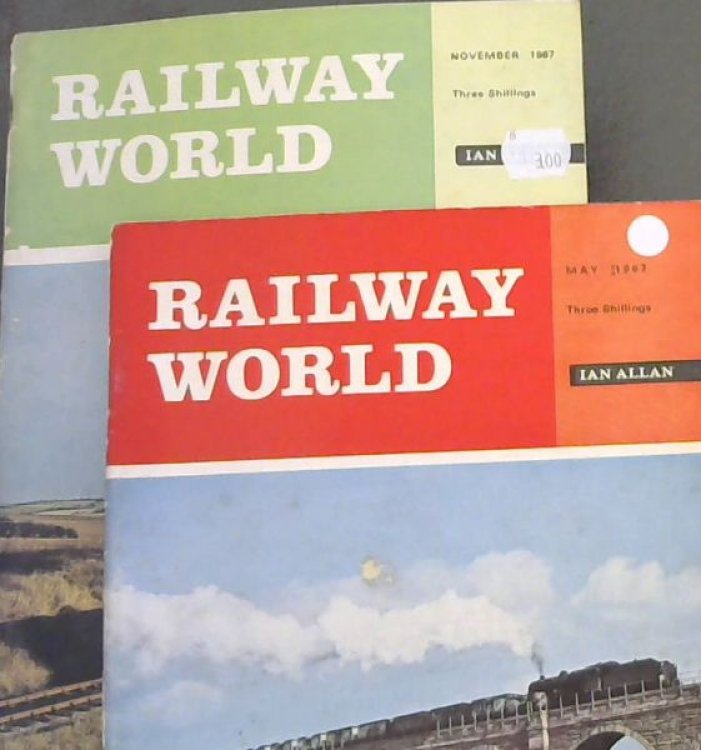 RAILWAY
WORLD
NOVEMBER 1967
Three Shillings
IAN
RAILWAY
WORLD
MAY 1967
Three Shillings
IAN ALLAN